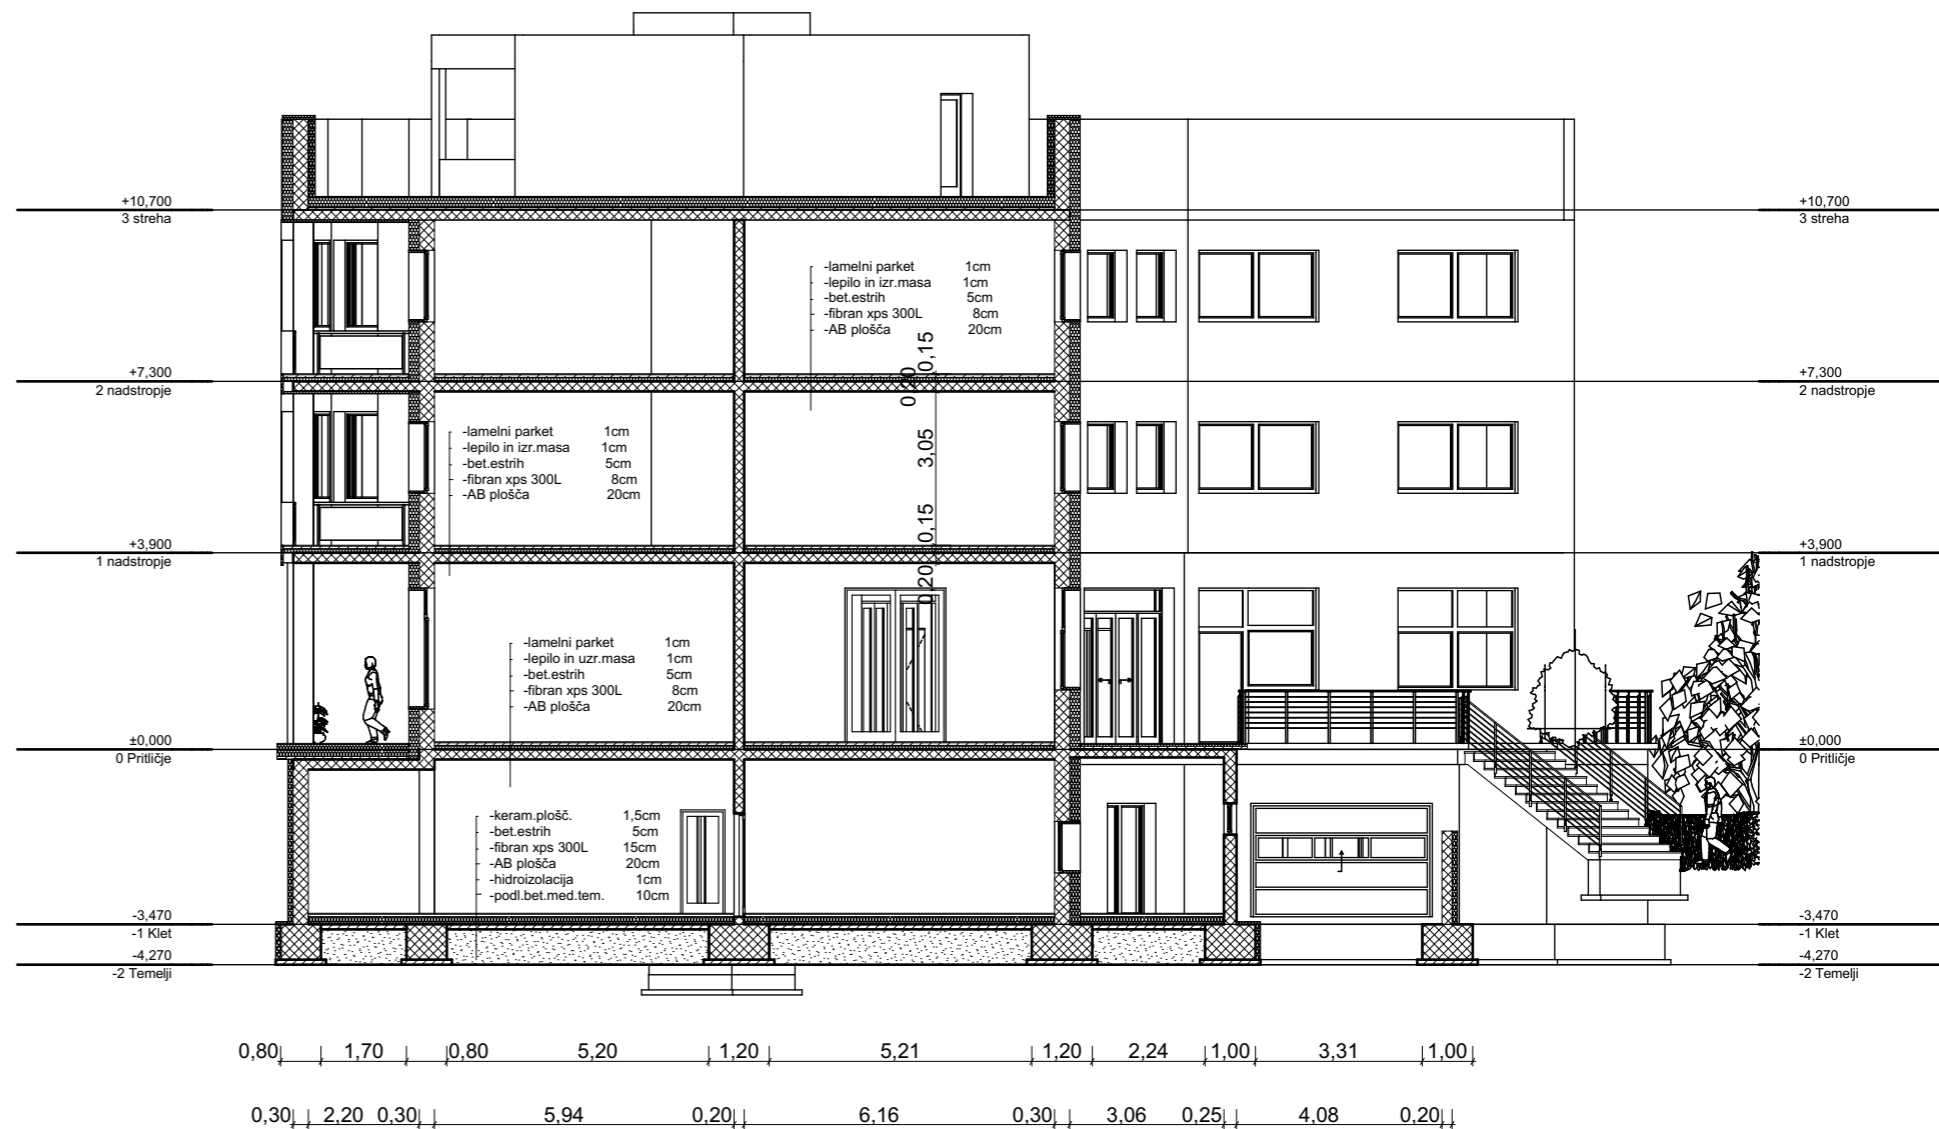 +10,700
3 streha
+10,700
3 streha
-lamelni parket 1cm
-lepilo in izr.masa 1cm
-bet.estrih 5cm
-fibran xps 300L 8cm
-AB plošča 20cm
0,15
+7,300
2 nadstropje
0,20
+7,300
2 nadstropje
-lamelni parket 1cm
-lepilo in izr.masa 1cm
-bet.estrih 5cm
-fibran xps 300L 8cm
-AB plošča 20cm
3,05
0,15
+3,900
1 nadstropje
0,20
+3,900
1 nadstropje
-lamelni parket 1cm
-lepilo in uzr.masa 1cm
-bet.estrih 5cm
-fibran xps 300L 8cm
-AB plošča 20cm
±0,000
0 Pritličje
±0,000
0 Pritličje
-keram.plošč. 1,5cm
-bet.estrih 5cm
-fibran xps 300L 15cm
-AB plošča 20cm
-hidroizolacija 1cm
-podl.bet.med.tem. 10cm
-3,470
-1 Klet
-3,470
-1 Klet
-4,270
-2 Temelji
-4,270
-2 Temelji
0,80 1,70 0,80 5,20 1,20 5,21 1,20 2,24 1,00 3,31 1,00
0,30 2,20 0,30 5,94 0,20 6,16 0,30 3,06 0,25 4,08 0,20